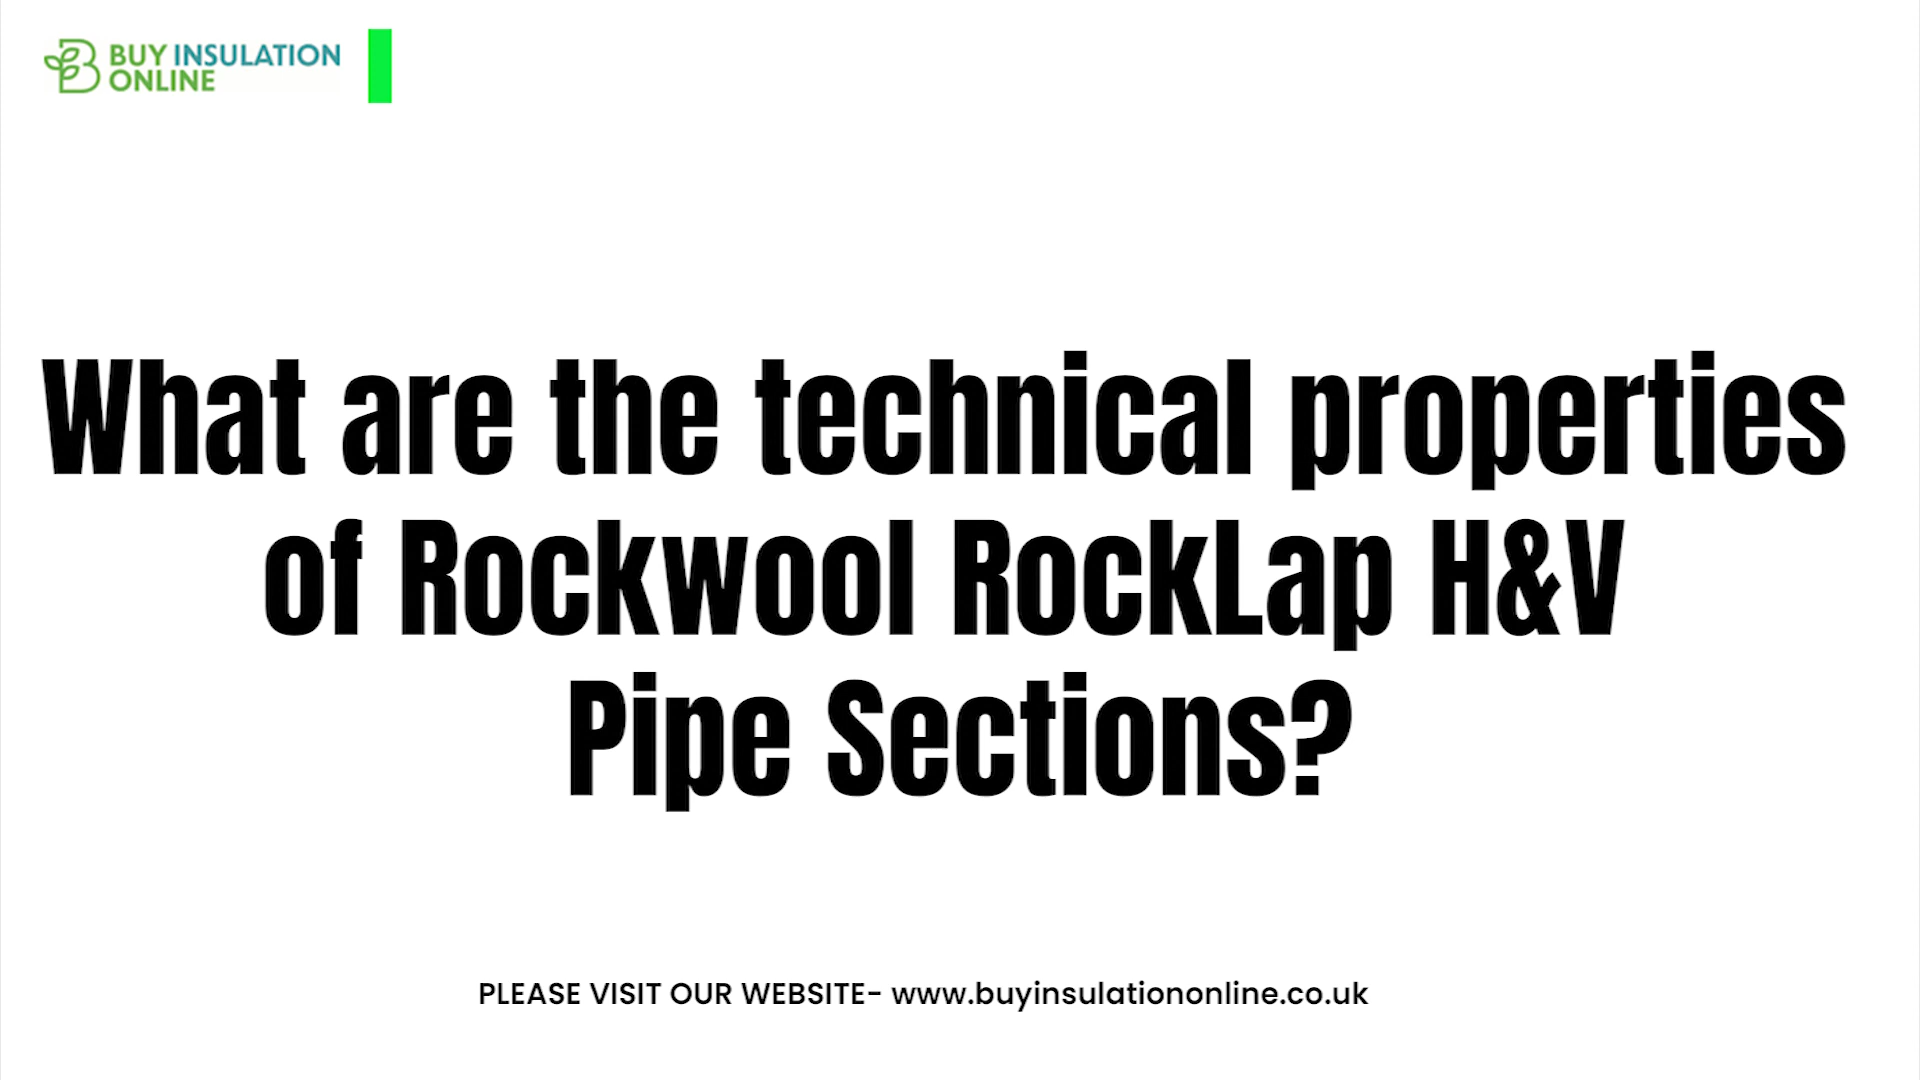 BUY INSULATION
ONLINE
What are the technical properties
of Rockwool RockLap H&V
Pipe Sections?
PLEASE VISIT OUR WEBSITE- www.buyinsulationonline.co.uk